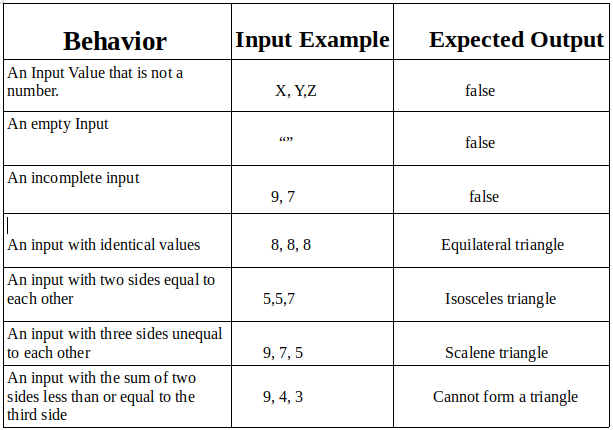 Behavior Input Example Expected Output
An Input Value that is not a
number. X, Y,Z false
An empty Input
“” false
An incomplete input
9, 7 false
An input with identical values 8, 8, 8 Equilateral triangle
An input with two sides equal to
each other 5,5,7 Isosceles triangle
An input with three sides unequal
to each other 9, 7, 5 Scalene triangle
An input with the sum of two
sides less than or equal to the 9, 4, 3 Cannot form a triangle
third side